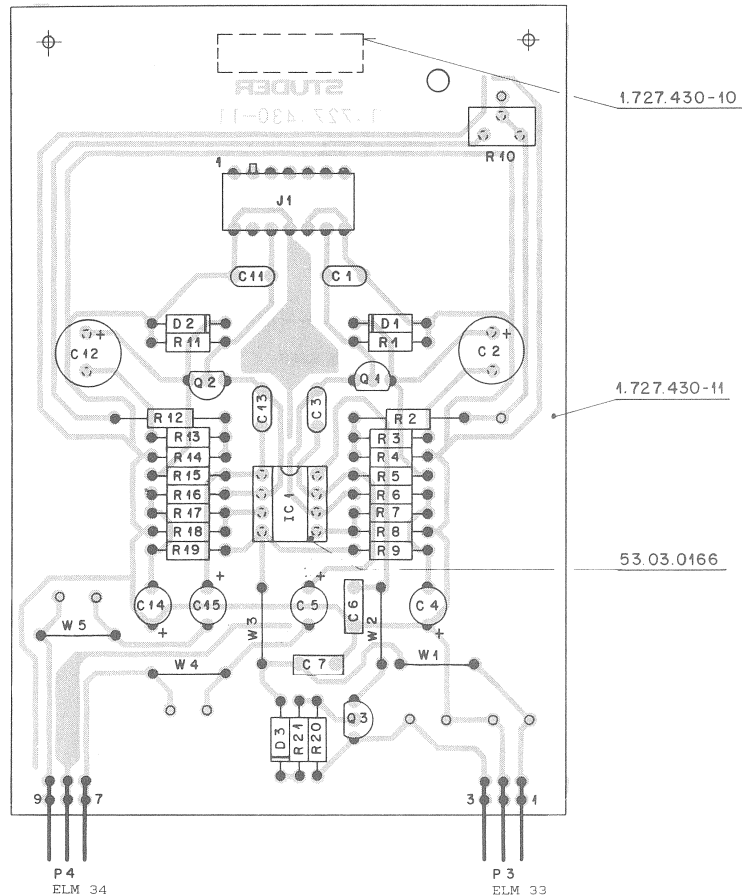 1.727.430-10
STUDER
1.727.430-11
R10
1
J1
C11
C1
D2
D1
R11
R1
+
+
C12
C2
Q2
Q1
C13
C3
1.727.430-11
R12
R2
R13
R3
R14
R4
R15
R5
R16
R6
IC1
R17
R7
R18
R8
R19
R9
53.03.0166
+
+
C14
C15
C5
C6
C4
W5
W3
W2
+
+
W4
C7
W1
D3
R21
R20
Q3
9
7
3
1
P4
P3
ELM 34
ELM 33